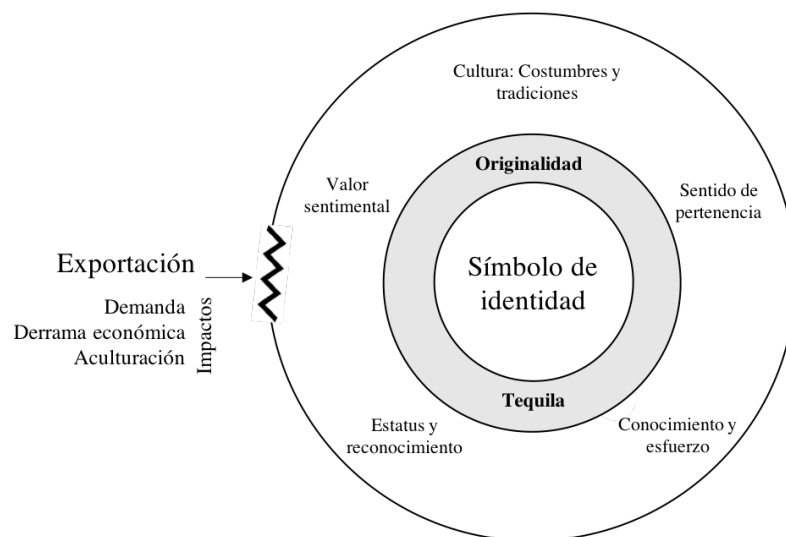 Cultura: Costumbres y
tradiciones
Originalidad
Valor
sentimental
Sentido de
pertenencia
Símbolo de
identidad
Exportación
Demanda
Derrama económica
Aculturación
Impactos
Tequila
Estatus y
reconocimiento
Conocimiento y
esfuerzo